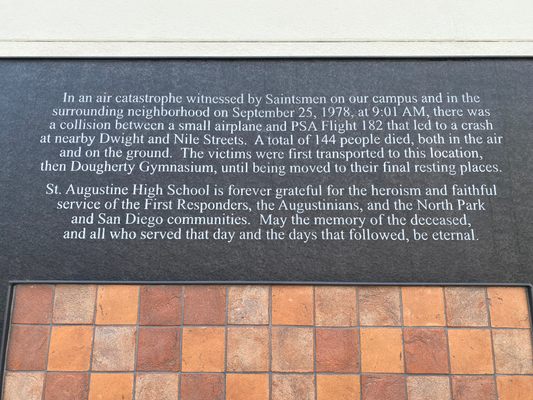 In an air catastrophe witnessed by Saintsmen on our campus and in the
surrounding neighborhood on September 25, 1978, at 9:01 AM, there was
a collision between a small airplane and PSA Flight 182 that led to a crash
at nearby Dwight and Nile Streets. A total of 144 people died, both in the air
and on the ground. The victims were first transported to this location,
then Dougherty Gymnasium, until being moved to their final resting places.
St. Augustine High School is forever grateful for the heroism and faithful
service of the First Responders, the Augustinians, and the North Park
and San Diego communities. May the memory of the deceased,
and all who served that day and the days that followed, be eternal.